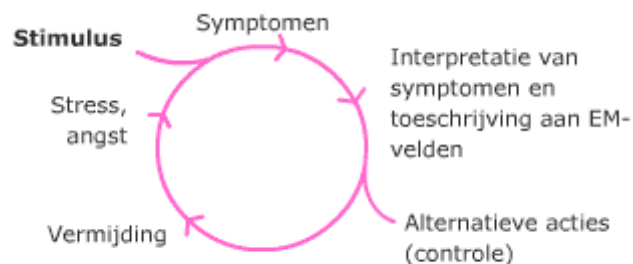 Symptomen
Stimulus
Interpretatie van
symptomen en
toeschrijving aan EM-
velden
Stress,
angst
Vermijding
Alternatieve acties
(controle)